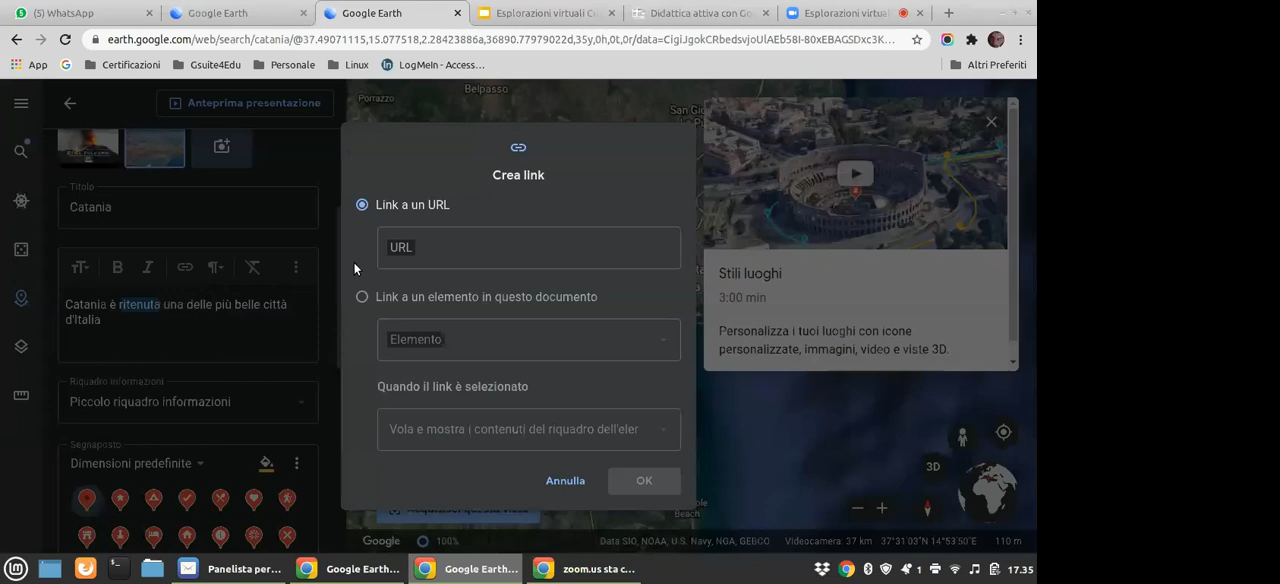 (5) WhatsApp
Google Earth
Google Earth
Esplorazioni virtuali C
Didattica attiva con Go
Esplorazioni virtual
earth.google.com/web/search/catania/@37.49071115,15.077518,2.28423886a,36890.77979022d,35y,0h,0t,0r/data=CigiJgokCRbedsvjoUlAEb58I-80xEBAGSDxc3K...
App
Certificazioni
Gsuite4Edu
Personale
Linux
LogMeIn - Access...
Altri Preferiti
Porrazzo
Belpasso
San Gi
Anteprima presentazione
Titolo
Catania
Catania è ritenuta una delle più belle città
d'Italia
Riquadro informazioni
Piccolo riquadro informazioni
Segnaposto
Dimensioni predefinite
Crea link
Link a un URL
URL
Link a un elemento in questo documento
Elemento
Quando il link è selezionato
Vola e mostra i contenuti del riquadro dell'eler
Annulla
OK
Stili luoghi
3:00 min
Personalizza i tuoi luoghi con icone
personalizzate, immagini, video e viste 3D.
3D
Beach
Google
100%
Data SIO, NOAA, U.S. Navy, NGA, GEBCO
Videocamera: 37 km
37°31'03"N 14°53'50"E
110 m
Panelista per...
Google Earth...
Google Earth...
zoom.us sta c...
1
17.35